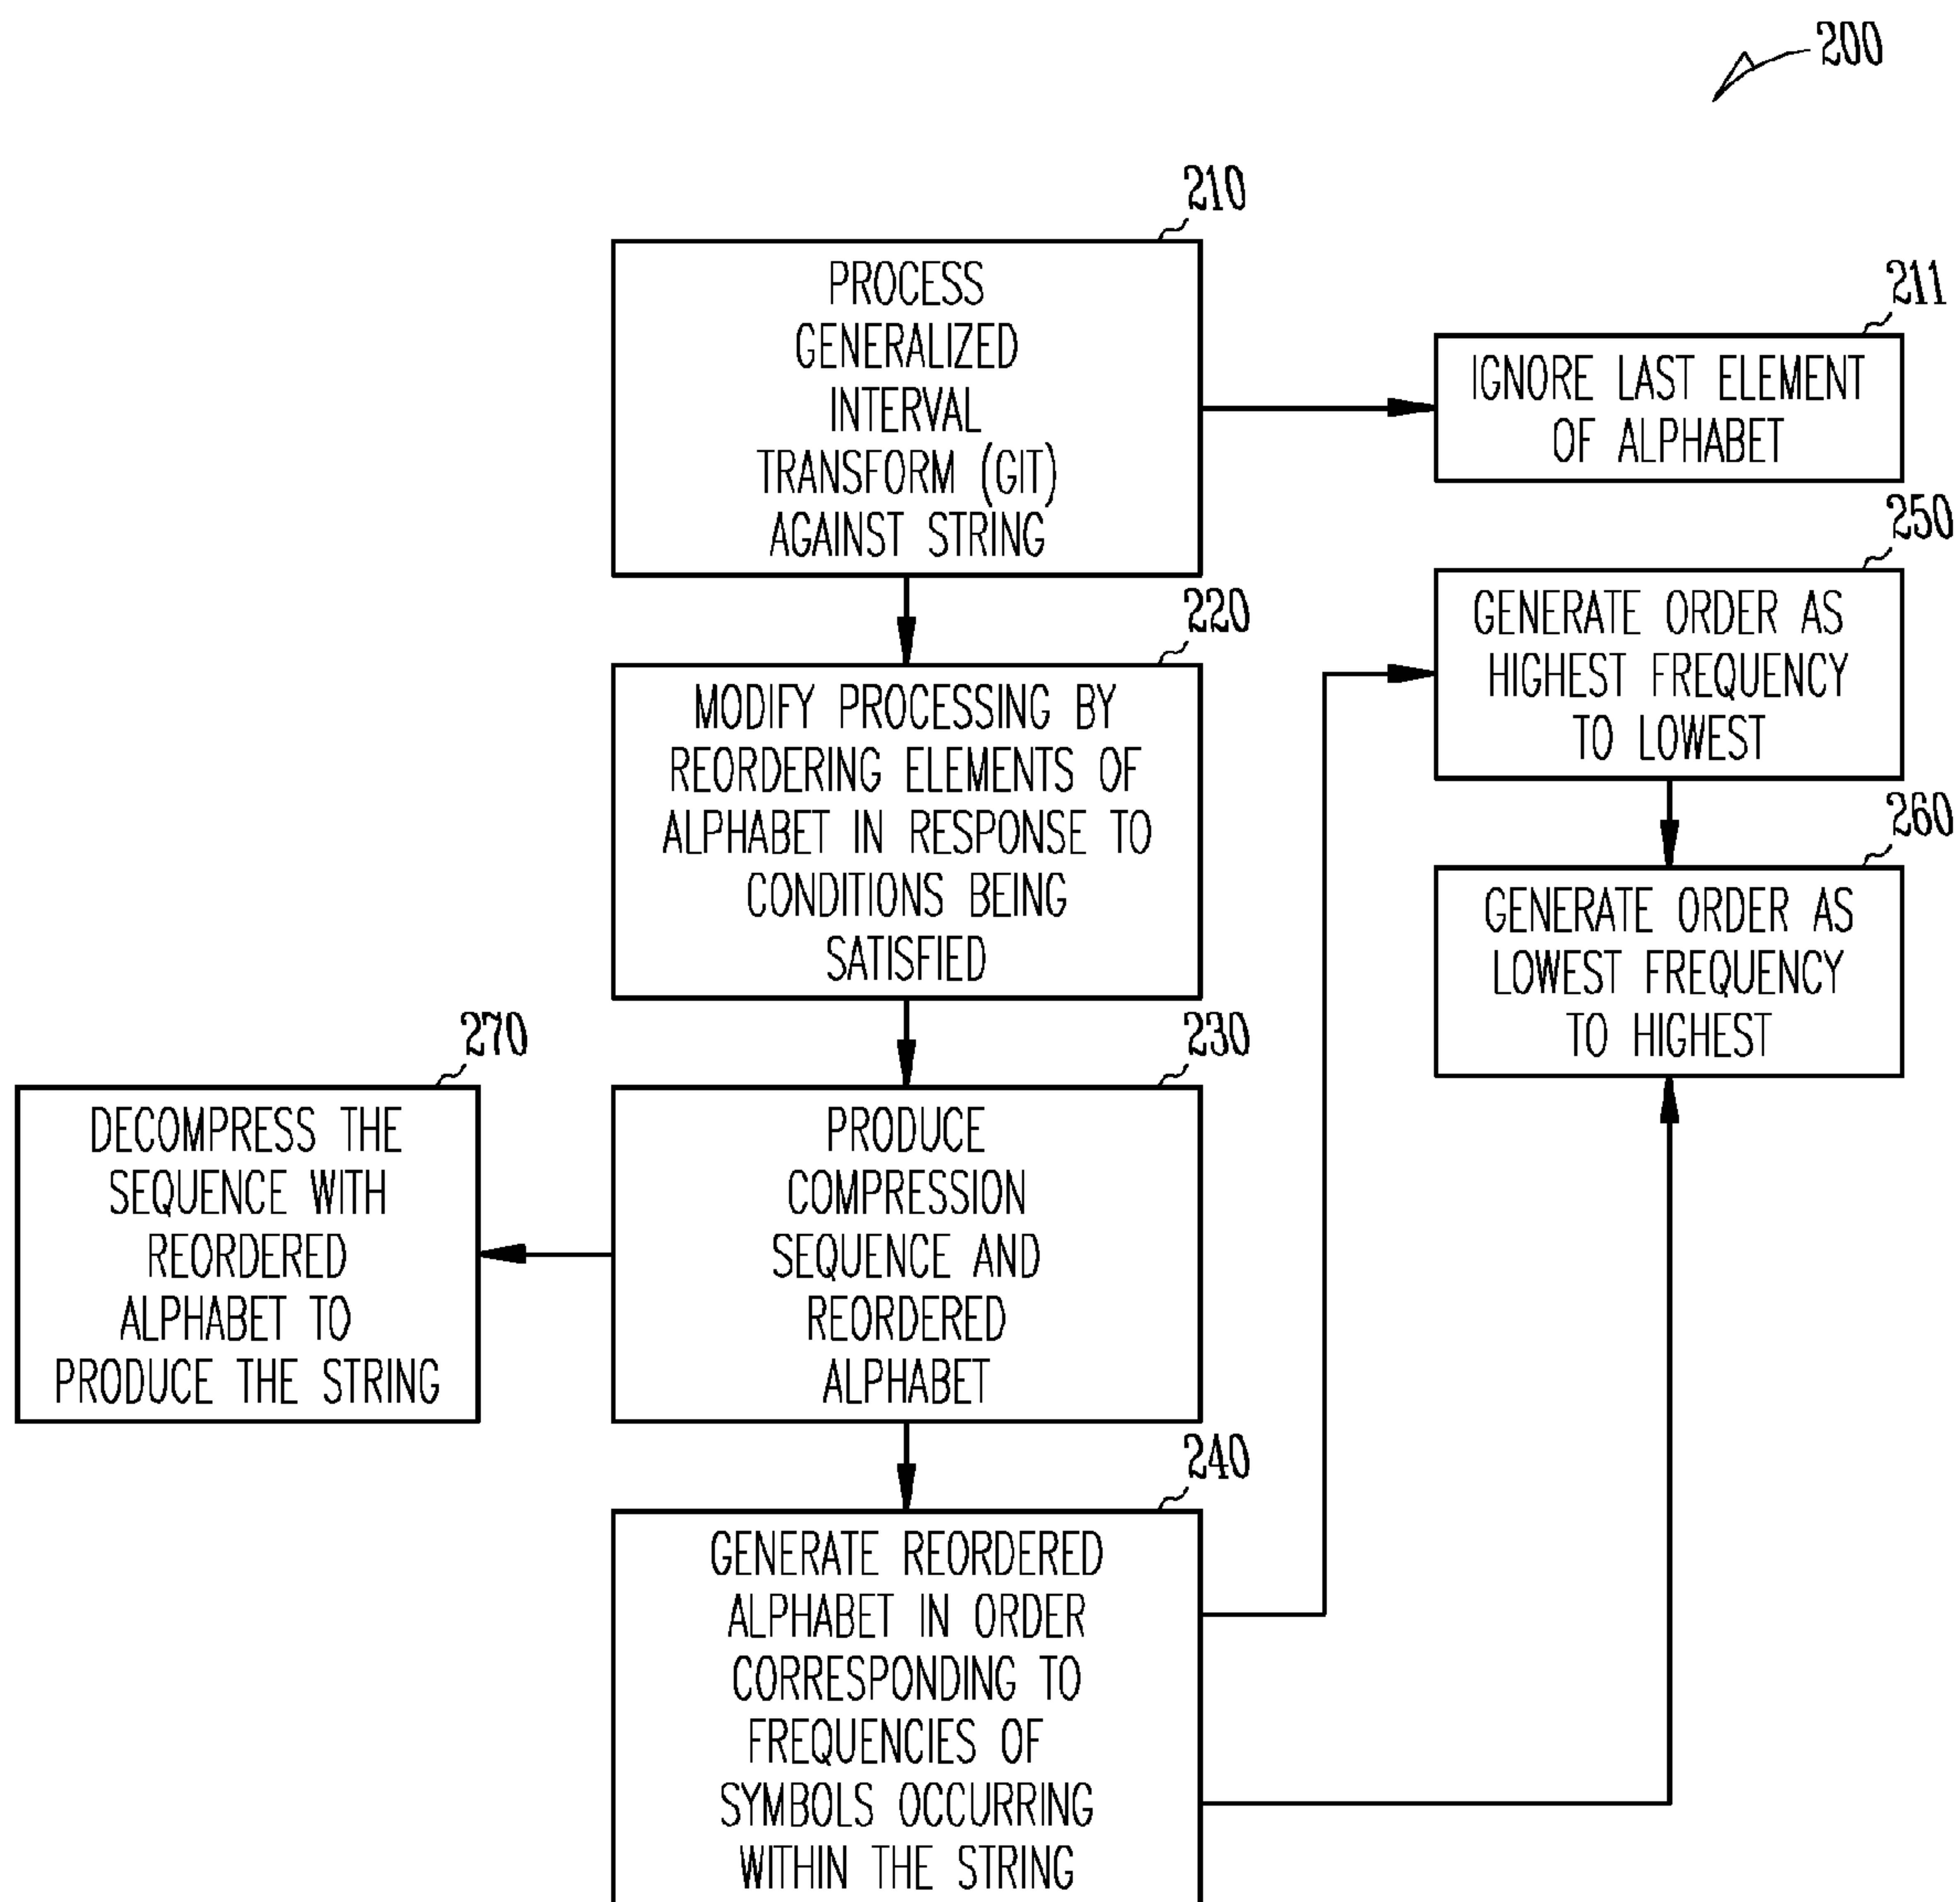 200
210
PROCESS
GENERALIZED
INTERVAL
TRANSFORM (GIT)
AGAINST STRING
211
IGNORE LAST ELEMENT
OF ALPHABET
220
MODIFY PROCESSING BY
REORDERING ELEMENTS OF
ALPHABET IN RESPONSE TO
CONDITIONS BEING
SATISFIED
250
GENERATE ORDER AS
HIGHEST FREQUENCY
TO LOWEST
260
GENERATE ORDER AS
LOWEST FREQUENCY
TO HIGHEST
270
DECOMPRESS THE
SEQUENCE WITH
REORDERED
ALPHABET TO
PRODUCE THE STRING
230
PRODUCE
COMPRESSION
SEQUENCE AND
REORDERED
ALPHABET
240
GENERATE REORDERED
ALPHABET IN ORDER
CORRESPONDING TO
FREQUENCIES OF
SYMBOLS OCCURRING
WITHIN THE STRING